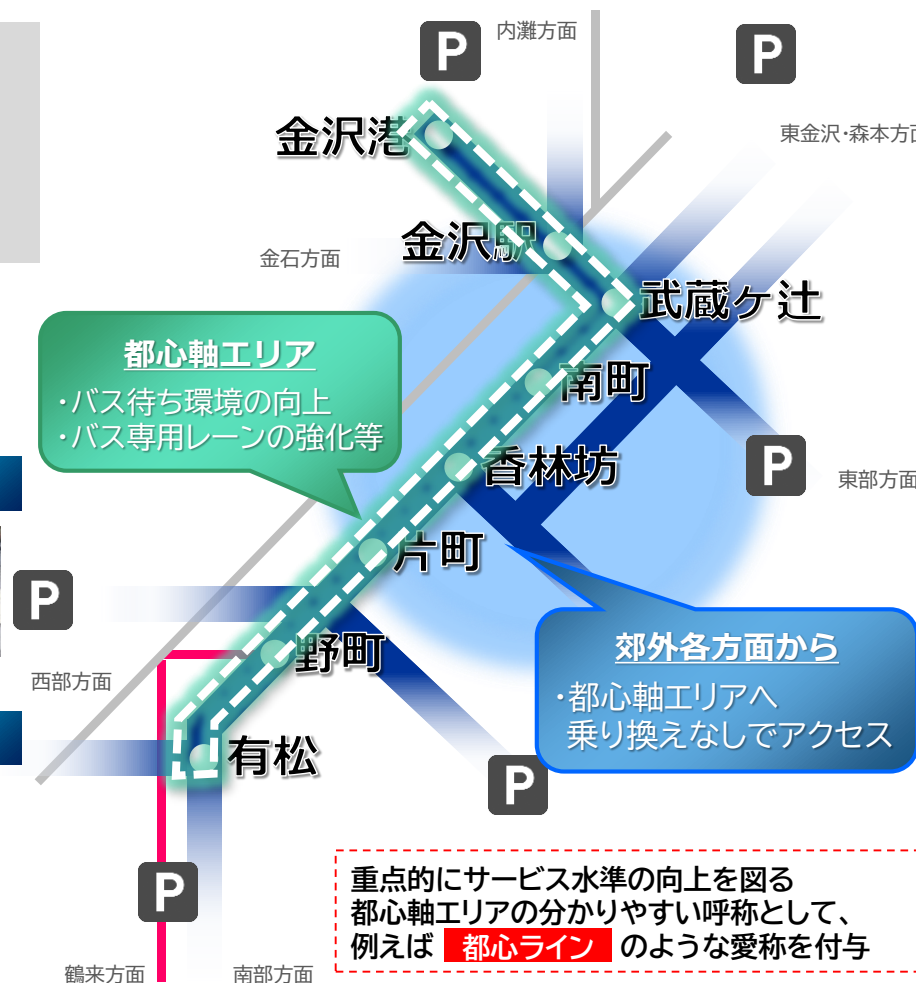 P
内灘方面
P
金沢港
東金沢・森本方面
金沢駅
金石方面
武蔵ヶ辻
都心軸エリア
・バス待ち環境の向上
・バス専用レーンの強化等
南町
香林坊
P
東部方面
片町
P
野町
西部方面
郊外各方面から
・都心軸エリアへ
乗り換えなしでアクセス
有松
P
P
重点的にサービス水準の向上を図る
都心軸エリアの分かりやすい呼称として、
例えば 都心ライン のような愛称を付与
鶴来方面
南部方面